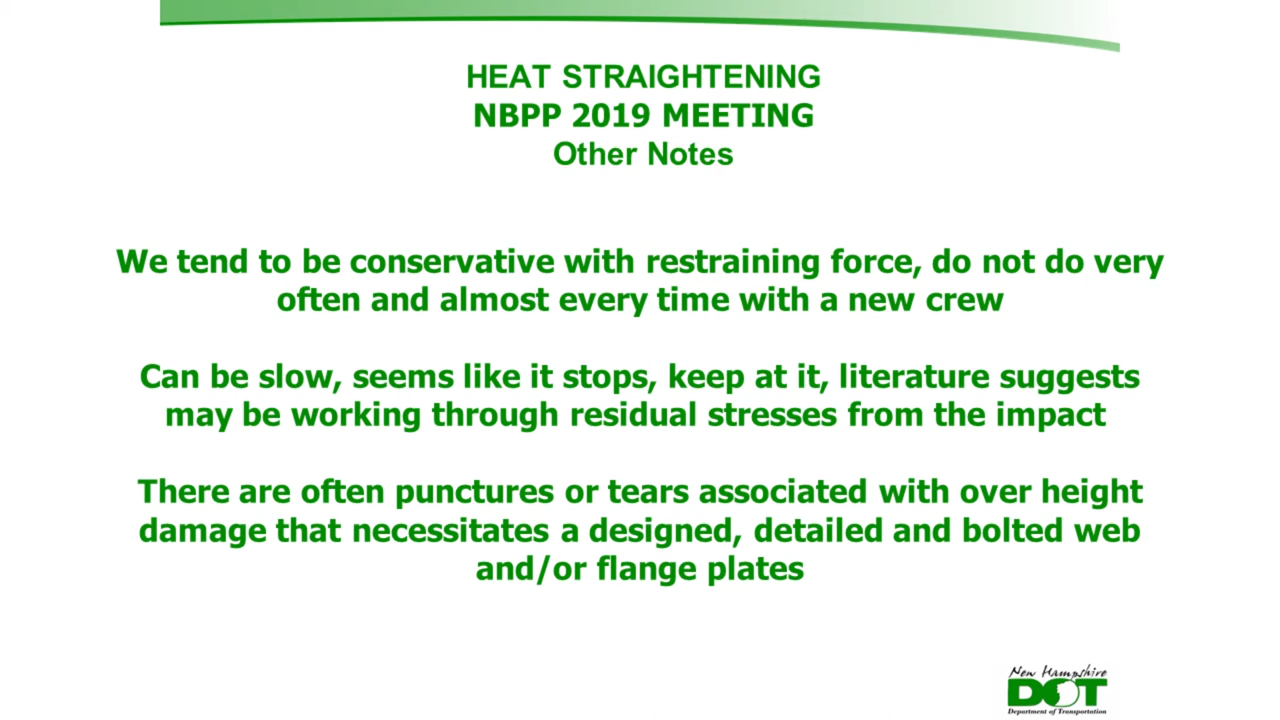 HEAT STRAIGHTENING
NBPP 2019 MEETING
Other Notes
We tend to be conservative with restraining force, do not do very
often and almost every time with a new crew
Can be slow, seems like it stops, keep at it, literature suggests
may be working through residual stresses from the impact
There are often punctures or tears associated with over height
damage that necessitates a designed, detailed and bolted web
and/or flange plates
New Hampshire
DOT
Department of Transportation